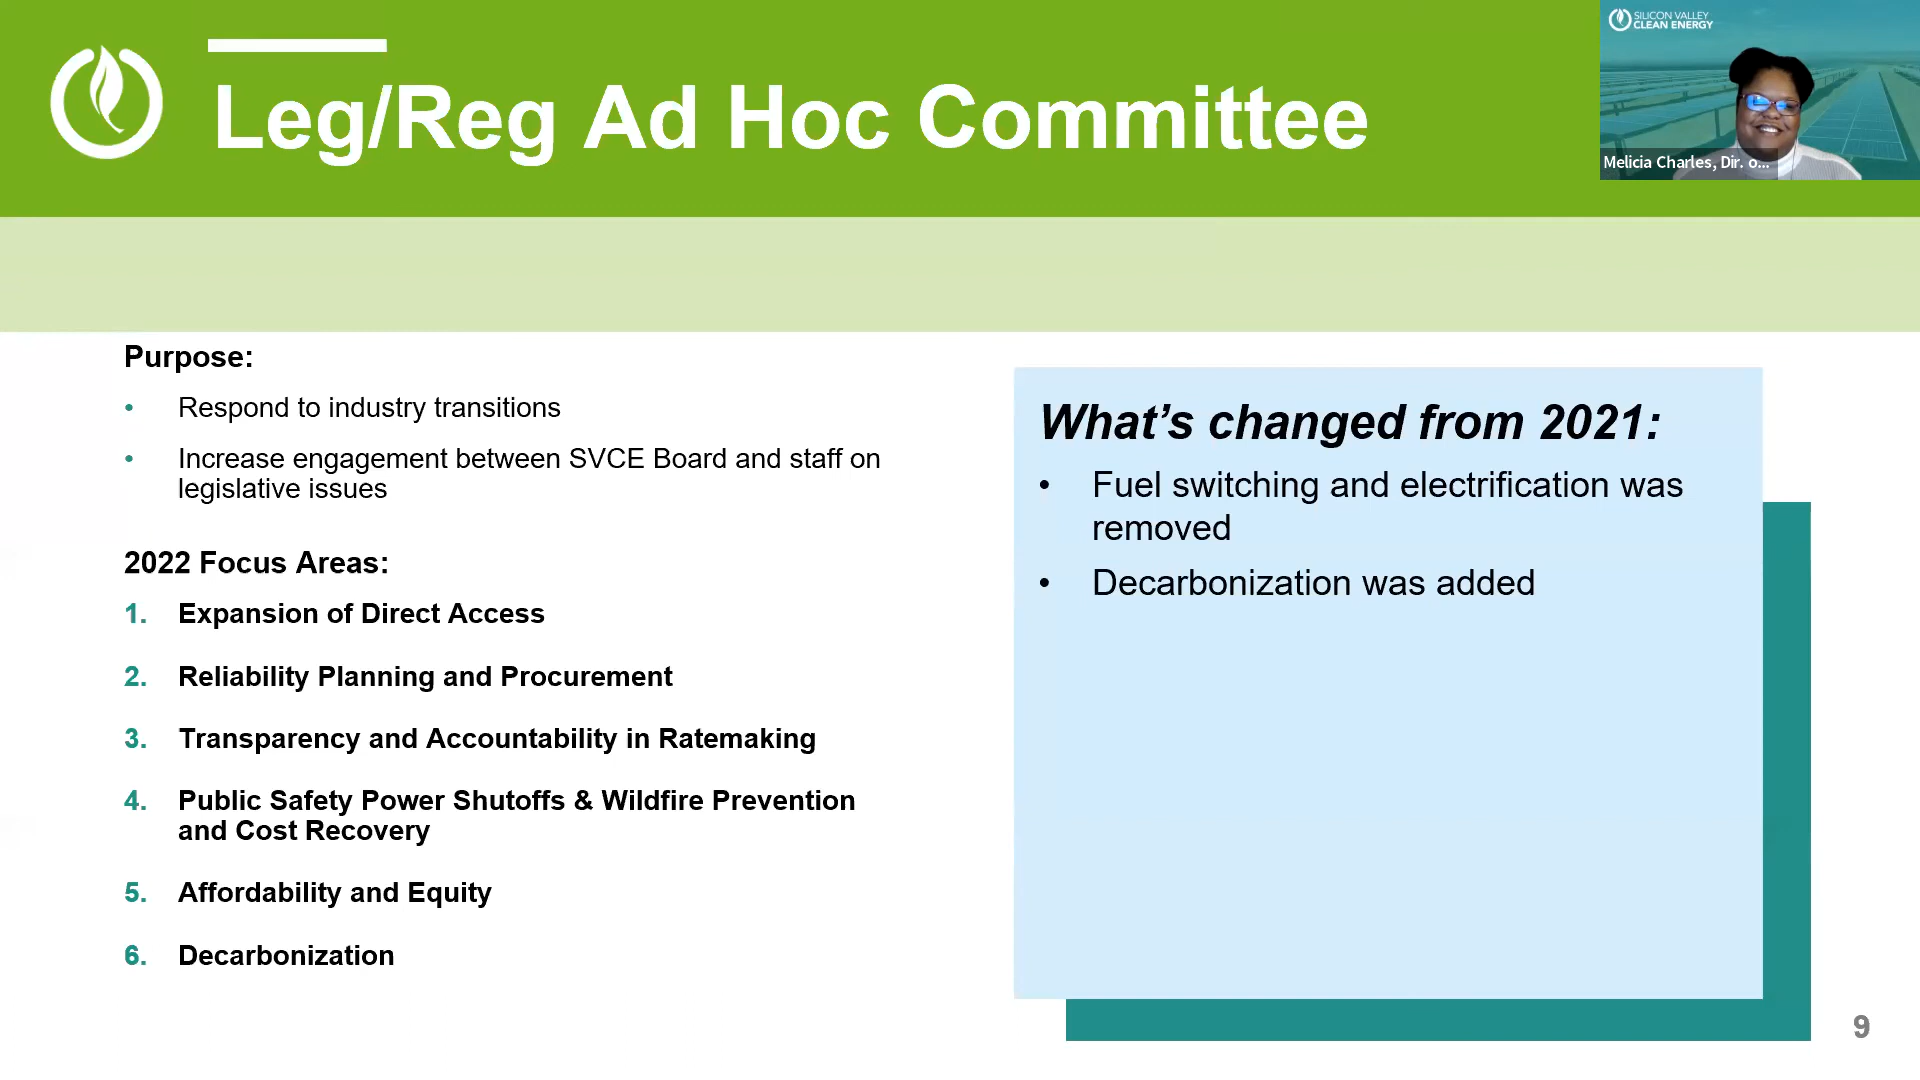 Leg/Reg Ad Hoc Committee
SILICON VALLEY
CLEAN ENERGY
Melicia Charles, Dir. o...
Purpose:
• Respond to industry transitions
• Increase engagement between SVCE Board and staff on
legislative issues
2022 Focus Areas:
1. Expansion of Direct Access
2. Reliability Planning and Procurement
3. Transparency and Accountability in Ratemaking
4. Public Safety Power Shutoffs & Wildfire Prevention
and Cost Recovery
5. Affordability and Equity
6. Decarbonization
What’s changed from 2021:
• Fuel switching and electrification was
removed
• Decarbonization was added
9